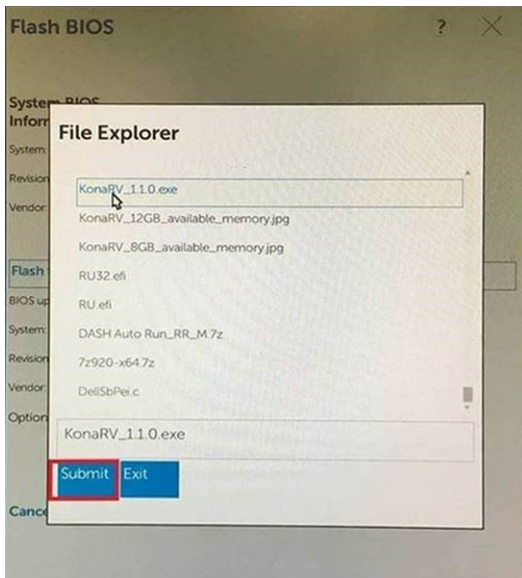 Flash BIOS
?
System BIOS
Inform
System:
Revision
Vendor:
File Explorer
KonaRV_1.1.0.exe
KonaRV_12GB_available_memory.jpg
KonaRV_8GB_available_memory.jpg
RU32.efi
RU.efi
DASH Auto Run_RR_M.7z
7z920-x64.7z
DellSbPei.c
KonaRV_1.1.0.exe
Submit Exit
Flash
BIOS up
System:
Revision
Vendor:
Option
Cance